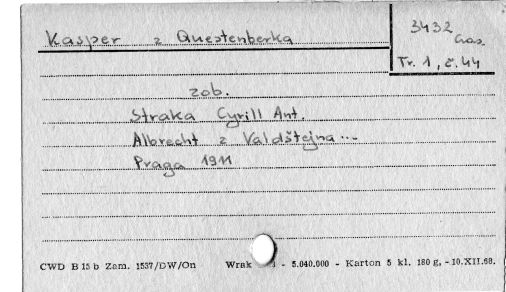 Kasper z Questenberka
3432 Čas.
Tr. 1, č. 44
zob.
Straka Cyrill Ant.
Albrecht z Valdštejna...
Praga 1911
CWD B 15 b Zam. 1537/DW/On Wrak - 5.040.000 - Karton 5 kl. 180 g, - 10.XII.68.